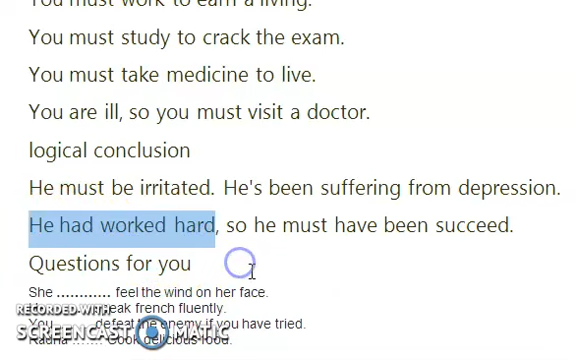 You must work to earn a living.
You must study to crack the exam.
You must take medicine to live.
You are ill, so you must visit a doctor.
logical conclusion
He must be irritated. He's been suffering from depression.
He had worked hard, so he must have been succeed.
Questions for you
She ............ feel the wind on her face.
french fluently.
You defeat the enemy if you have tried.
Radha ....... Cook delicious food.
RECORDED WITH
SCREENCAST MATIC